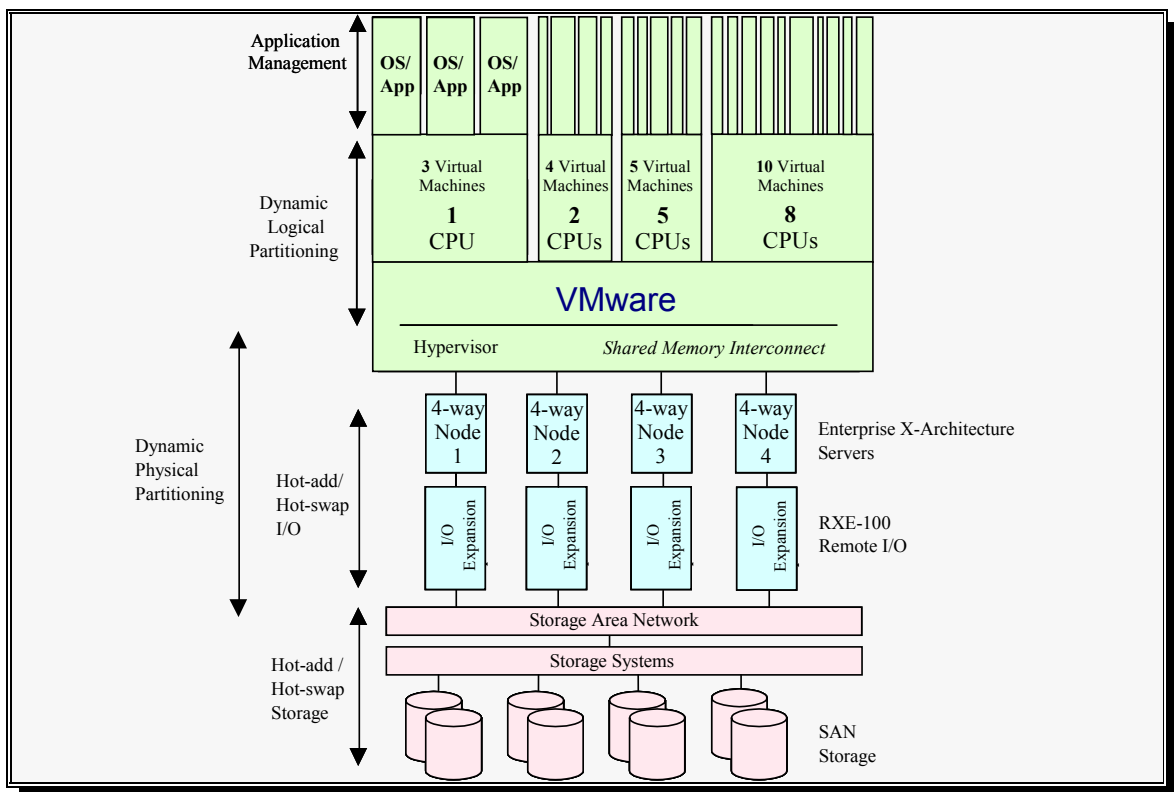 Application
Management
OS/
App
OS/
App
OS/
App
Dynamic
Logical
Partitioning
3 Virtual
Machines
1
CPU
4 Virtual
Machines
2
CPUs
5 Virtual
Machines
5
CPUs
10 Virtual
Machines
8
CPUs
VMware
Hypervisor
Shared Memory Interconnect
Dynamic
Physical
Partitioning
Hot-add/
Hot-swap
I/O
4-way
Node
1
4-way
Node
2
4-way
Node
3
4-way
Node
4
Enterprise X-Architecture
Servers
I/O
Expansion
I/O
Expansion
I/O
Expansion
I/O
Expansion
RXE-100
Remote I/O
Storage Area Network
Storage Systems
Hot-add /
Hot-swap
Storage
SAN
Storage